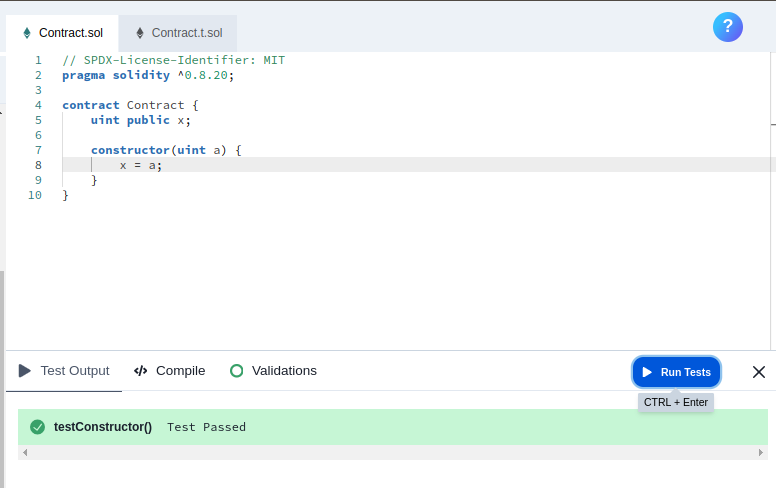 Contract.sol Contract.t.sol ?
1 // SPDX-License-Identifier: MIT
2 pragma solidity ^0.8.20;
3
4 contract Contract {
5     uint public x;
6
7     constructor(uint a) {
8         x = a;
9     }
10 }
Test Output </> Compile Validations Run Tests
CTRL + Enter
testConstructor() Test Passed